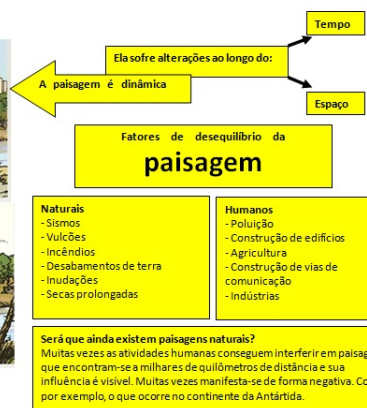 Tempo
Ela sofre alterações ao longo do:
A paisagem é dinâmica
Espaço
Fatores de desequilíbrio da
paisagem
Naturais
- Sismos
- Vulcões
- Incêndios
- Desabamentos de terra
- Inudações
- Secas prolongadas
Humanos
- Poluição
- Construção de edifícios
- Agricultura
- Construção de vias de
comunicação
- Indústrias
Será que ainda existem paisagens naturais?
Muitas vezes as atividades humanas conseguem interferir em
que encontram-se a milhares de quilômetros de distância e sua
influência é visível. Muitas vezes manifesta-se de forma negativa.
por exemplo, o que ocorre no continente da Antártida.